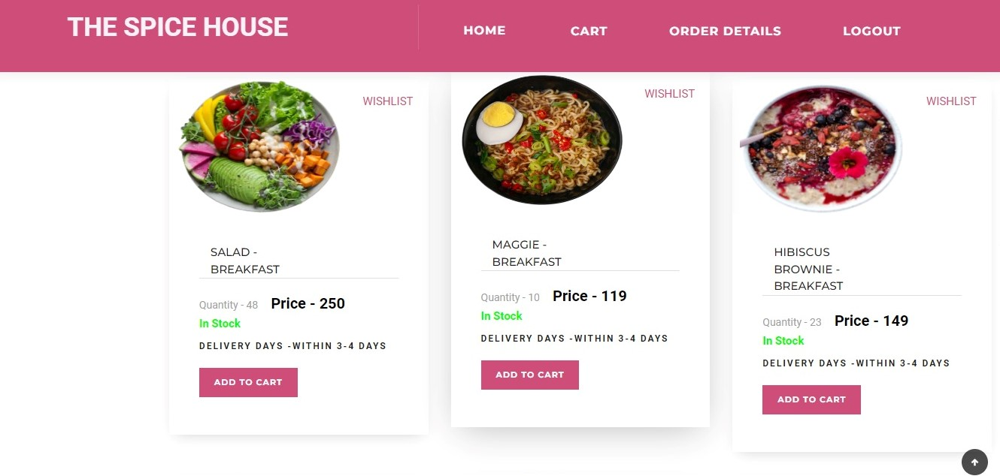 THE SPICE HOUSE
HOME
CART
ORDER DETAILS
LOGOUT
WISHLIST
SALAD -
BREAKFAST
Quantity - 48 Price - 250
In Stock
DELIVERY DAYS -WITHIN 3-4 DAYS
ADD TO CART
WISHLIST
MAGGIE -
BREAKFAST
Quantity - 10 Price - 119
In Stock
DELIVERY DAYS -WITHIN 3-4 DAYS
ADD TO CART
WISHLIST
HIBISCUS
BROWNIE -
BREAKFAST
Quantity - 23 Price - 149
In Stock
DELIVERY DAYS -WITHIN 3-4 DAYS
ADD TO CART